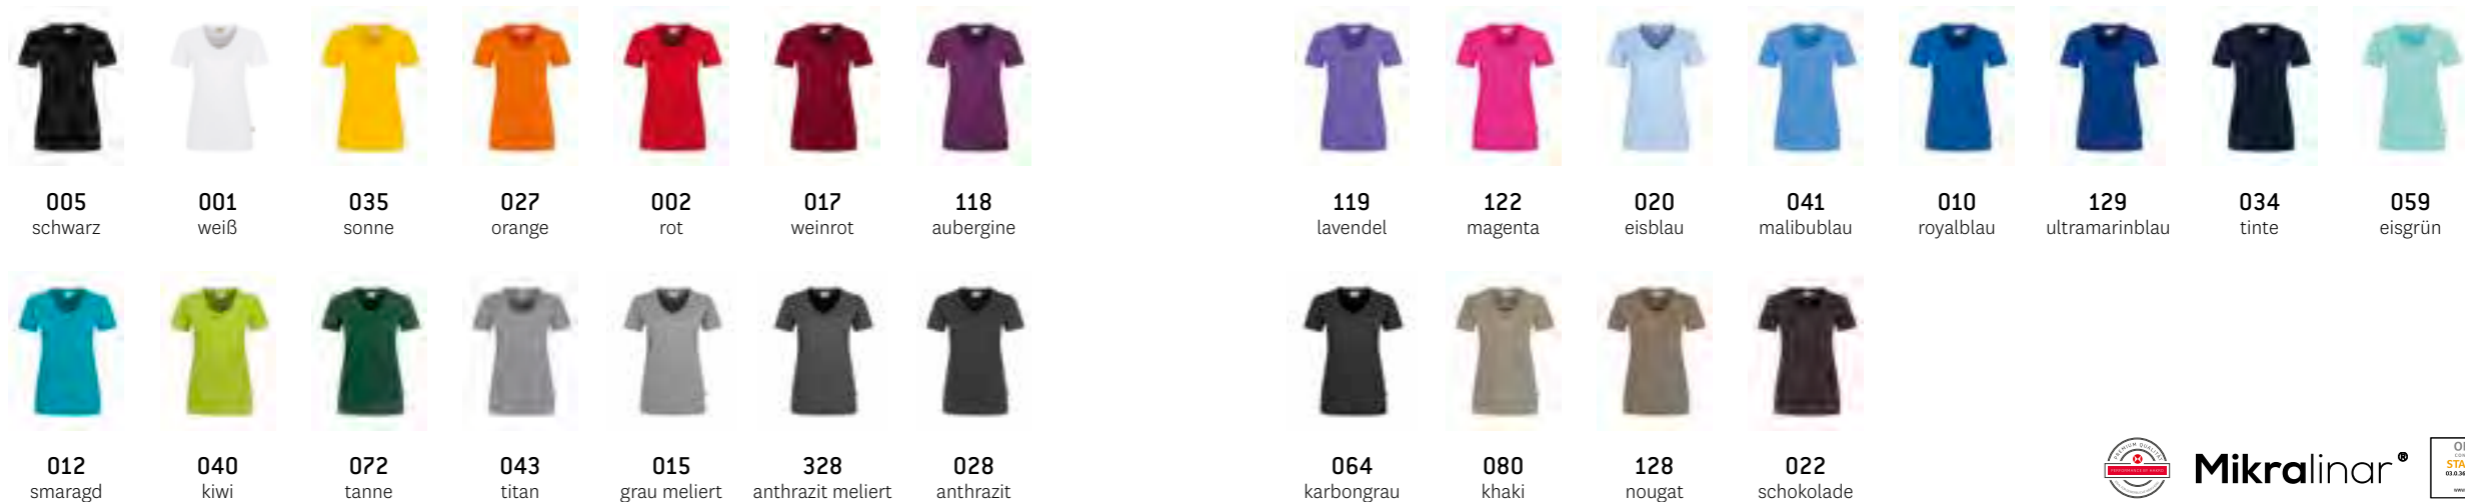 005
schwarz
001
weiß
035
sonne
027
orange
002
rot
017
weinrot
118
aubergine
119
lavendel
122
magenta
020
eisblau
041
malibublau
010
royalblau
129
ultramarinblau
034
tinte
059
eisgrün
012
smaragd
040
kiwi
072
tanne
043
titan
015
grau meliert
328
anthrazit meliert
028
anthrazit
064
karbongrau
080
khaki
128
nougat
022
schokolade
PREMIUM QUALITÄT
Mikralinar®